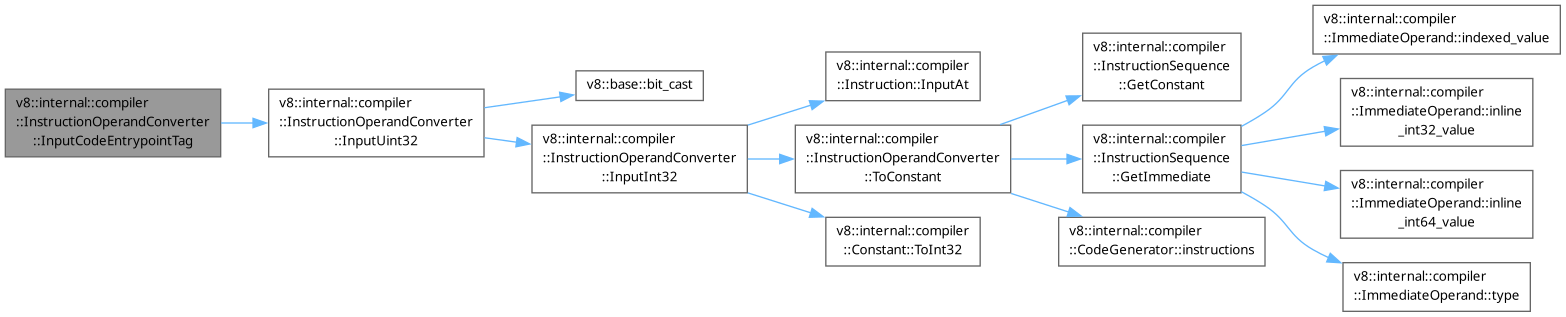 v8::internal::compiler
::InstructionOperandConverter
::InputCodeEntrypointTag
v8::internal::compiler
::InstructionOperandConverter
::InputUint32
v8::base::bit_cast
v8::internal::compiler
::InstructionOperandConverter
::InputInt32
v8::internal::compiler
::Instruction::InputAt
v8::internal::compiler
::InstructionOperandConverter
::ToConstant
v8::internal::compiler
::Constant::ToInt32
v8::internal::compiler
::InstructionSequence
::GetConstant
v8::internal::compiler
::InstructionSequence
::GetImmediate
v8::internal::compiler
::CodeGenerator::instructions
v8::internal::compiler
::ImmediateOperand::indexed_value
v8::internal::compiler
::ImmediateOperand::inline
_int32_value
v8::internal::compiler
::ImmediateOperand::inline
_int64_value
v8::internal::compiler
::ImmediateOperand::type